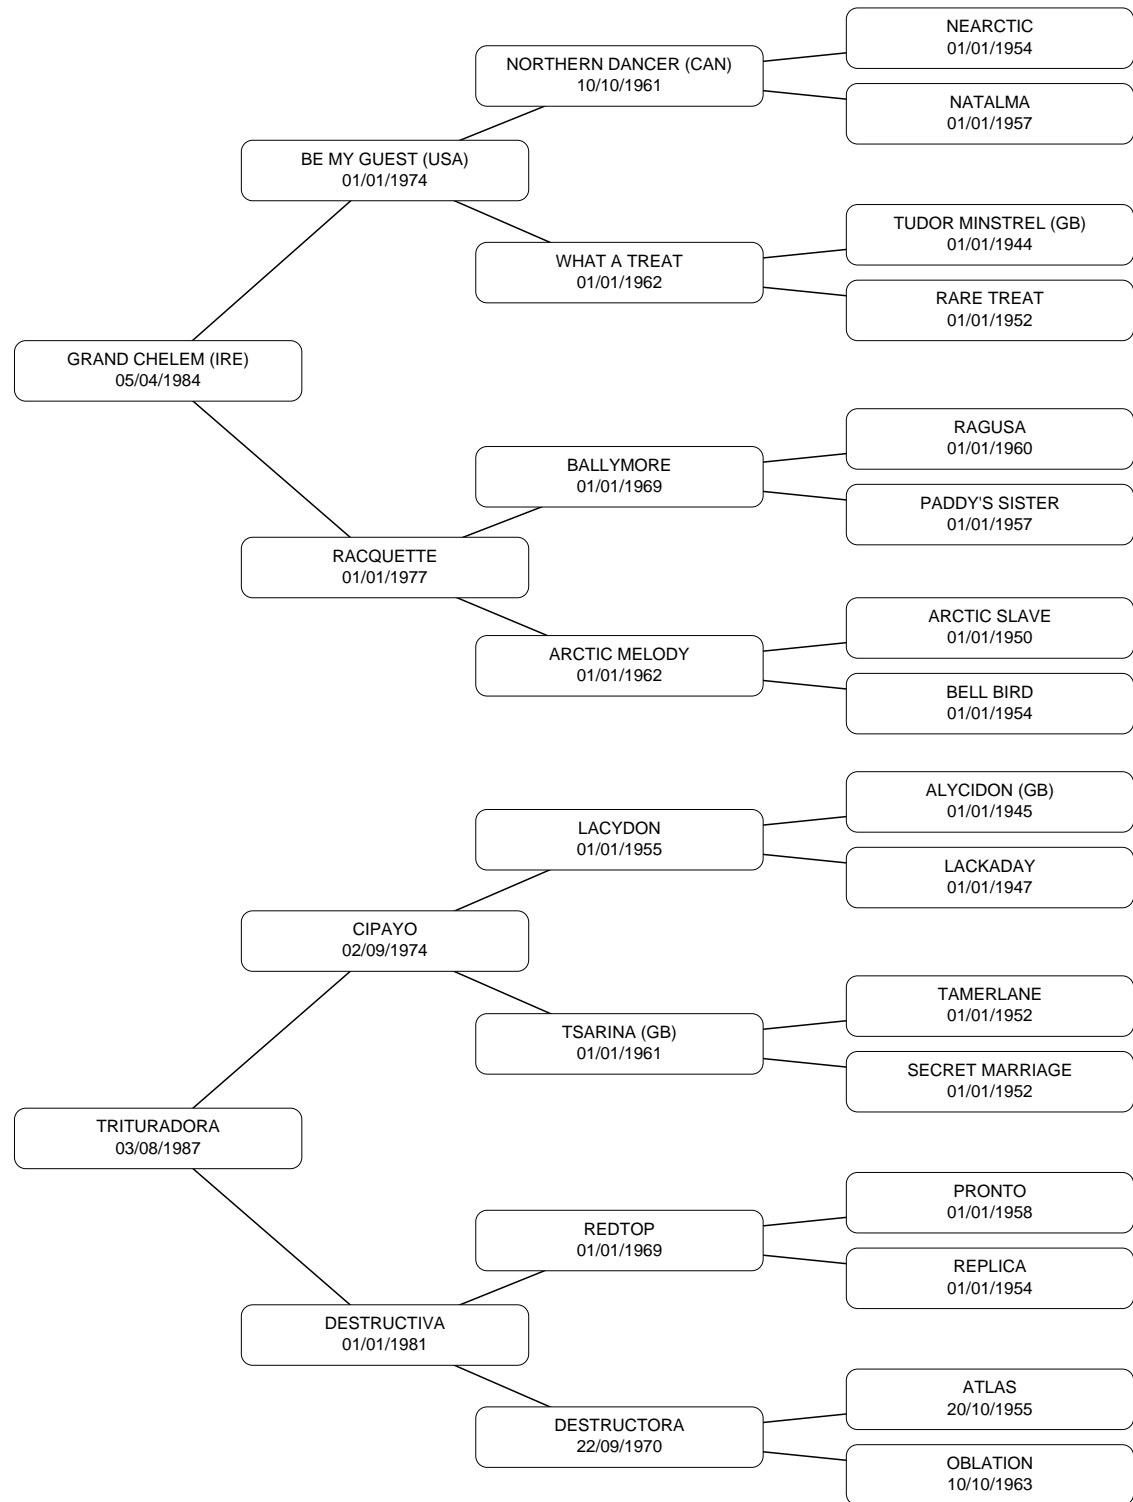 NEARCTIC
01/01/1954
NORTHERN DANCER (CAN)
10/10/1961
NATALMA
01/01/1957
BE MY GUEST (USA)
01/01/1974
TUDOR MINSTREL (GB)
01/01/1944
WHAT A TREAT
01/01/1962
RARE TREAT
01/01/1952
GRAND CHELEM (IRE)
05/04/1984
RAGUSA
01/01/1960
BALLYMORE
01/01/1969
PADDY'S SISTER
01/01/1957
RACQUETTE
01/01/1977
ARCTIC SLAVE
01/01/1950
ARCTIC MELODY
01/01/1962
BELL BIRD
01/01/1954
ALYCIDON (GB)
01/01/1945
LACYDON
01/01/1955
LACKADAY
01/01/1947
CIPAYO
02/09/1974
TAMERLANE
01/01/1952
TSARINA (GB)
01/01/1961
SECRET MARRIAGE
01/01/1952
TRITURADORA
03/08/1987
PRONTO
01/01/1958
REDTOP
01/01/1969
REPLICA
01/01/1954
DESTRUCTIVA
01/01/1981
ATLAS
20/10/1955
DESTRUCTORA
22/09/1970
OBLATION
10/10/1963